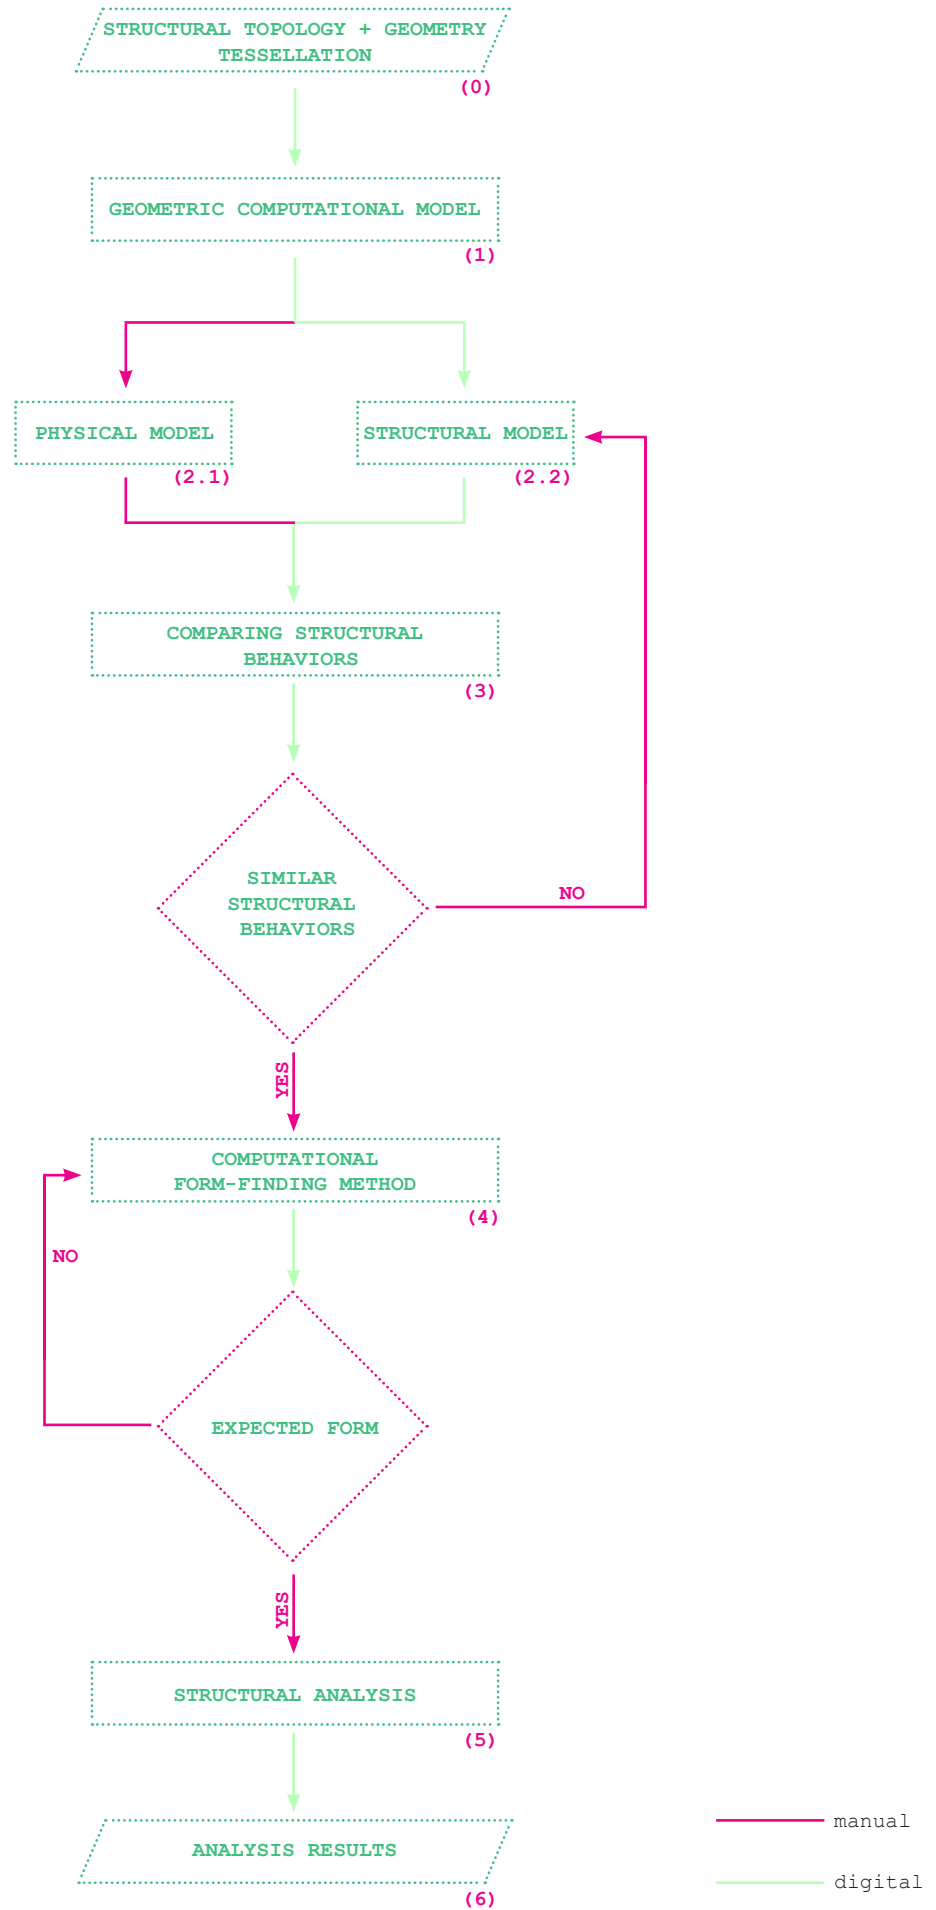 STRUCTURAL TOPOLOGY + GEOMETRY
TESSELLATION
(0)
GEOMETRIC COMPUTATIONAL MODEL
(1)
PHYSICAL MODEL
(2.1)
STRUCTURAL MODEL
(2.2)
COMPARING STRUCTURAL
BEHAVIORS
(3)
SIMILAR
STRUCTURAL
BEHAVIORS
NO
YES
COMPUTATIONAL
FORM-FINDING METHOD
(4)
NO
EXPECTED FORM
YES
STRUCTURAL ANALYSIS
(5)
ANALYSIS RESULTS
(6)
manual
digital